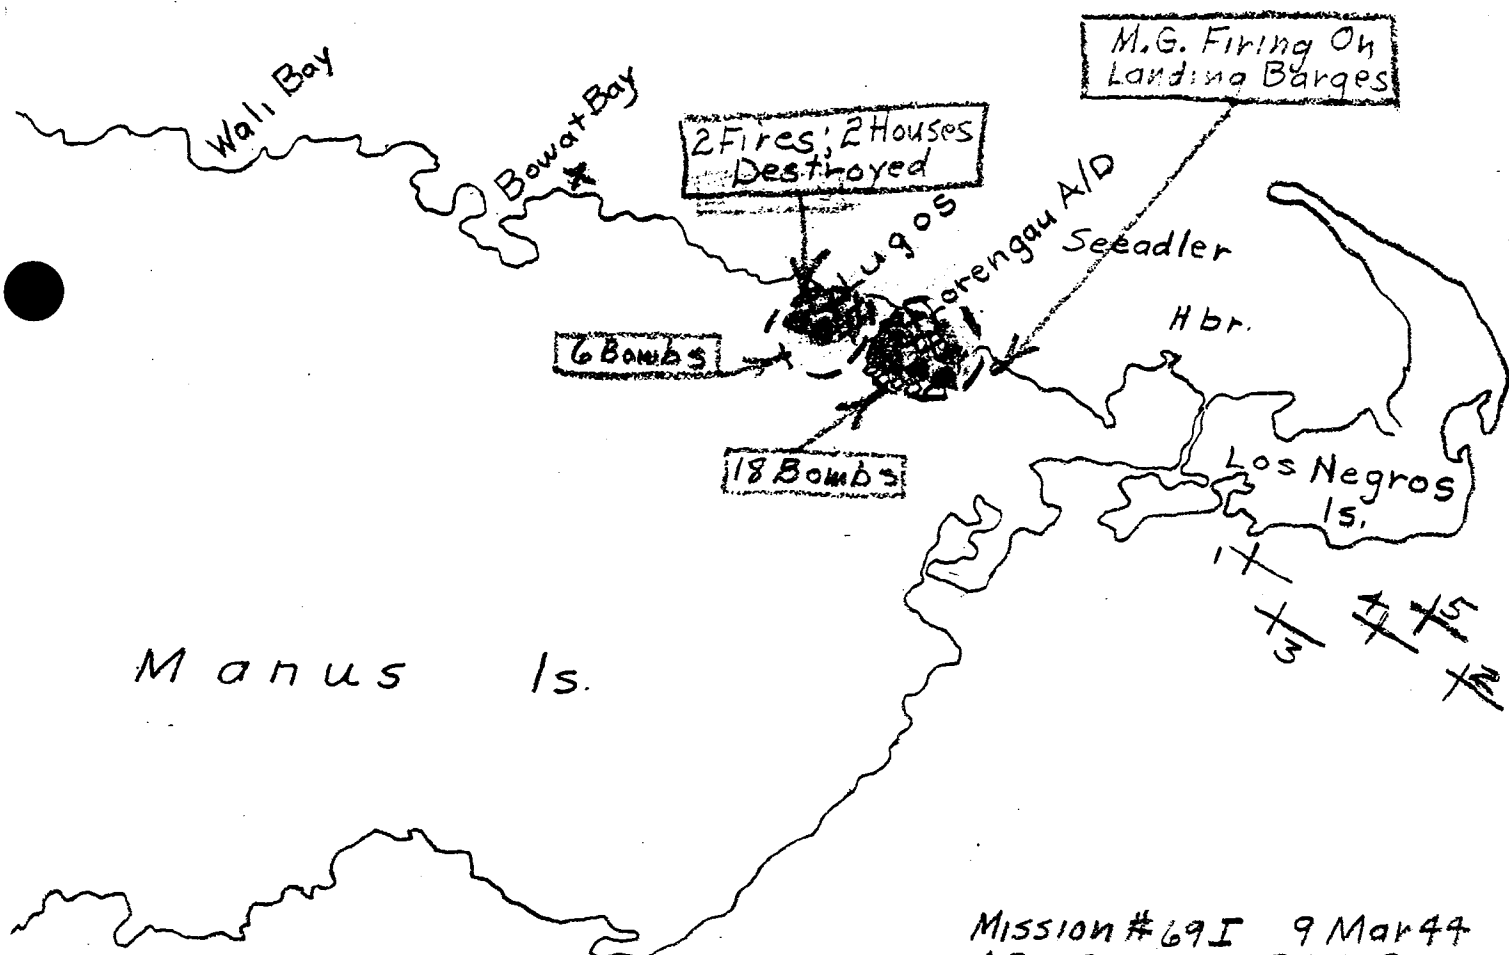 Wali Bay
Bowat Bay
2 Fires; 2 Houses
Destroyed
M.G. Firing On
Landing Barges
Lugos
Lorengau A/D
Seeadler
Hbr.
6 Bombs
18 Bombs
Los Negros
Is.
1
3
4
5
2
Manus Is.
Mission # 69I 9 Mar 44